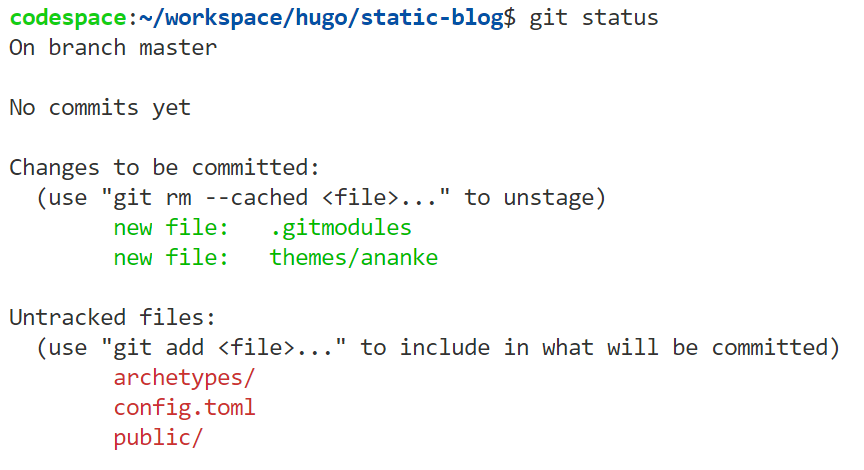 codespace:~/workspace/hugo/static-blog$ git status
On branch master
No commits yet
Changes to be committed:
(use "git rm --cached <file>..." to unstage)
new file: .gitmodules
new file: themes/ananke
Untracked files:
(use "git add <file>..." to include in what will be committed)
archetypes/
config.toml
public/